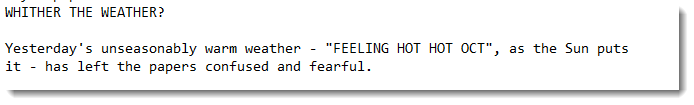 WHITHER THE WEATHER?
Yesterday's unseasonably warm weather - "FEELING HOT HOT OCT", as the Sun puts
it - has left the papers confused and fearful.